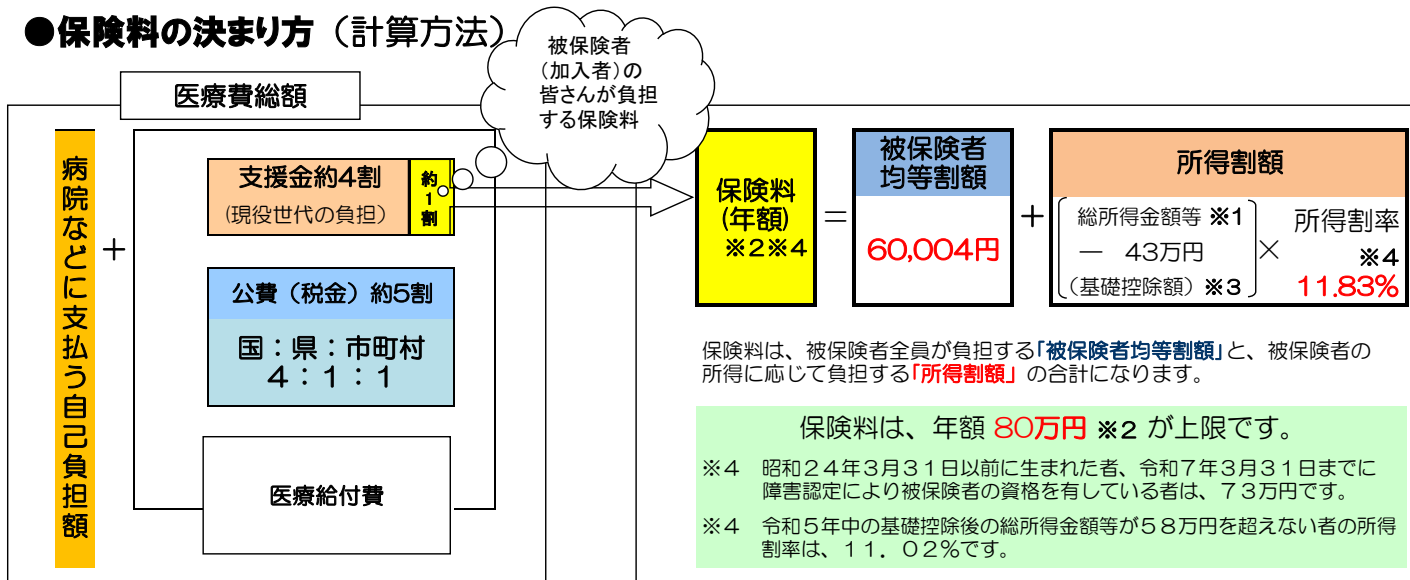 ●保険料の決まり方（計算方法）
被保険者
（加入者）の
皆さんが負担
する保険料
医療費総額
病院などに支払う自己負担額
＋
支援金約4割
（現役世代の負担）
約1割
公費（税金）約5割
国：県：市町村
4：1：1
医療給付費
保険料
（年額）
※2※4
＝
被保険者
均等割額
60,004円
＋
所得割額
総所得金額等 ※1
－ 43万円
（基礎控除額）※3
×
所得割率
※4
11.83%
保険料は、被保険者全員が負担する「被保険者均等割額」と、被保険者の
所得に応じて負担する「所得割額」の合計になります。
保険料は、年額 80万円 ※2 が上限です。
※4 昭和24年3月31日以前に生まれた者、令和7年3月31日までに
障害認定により被保険者の資格を有している者は、73万円です。
※4 令和5年中の基礎控除後の総所得金額等が58万円を超えない者の所得
割率は、11．02%です。